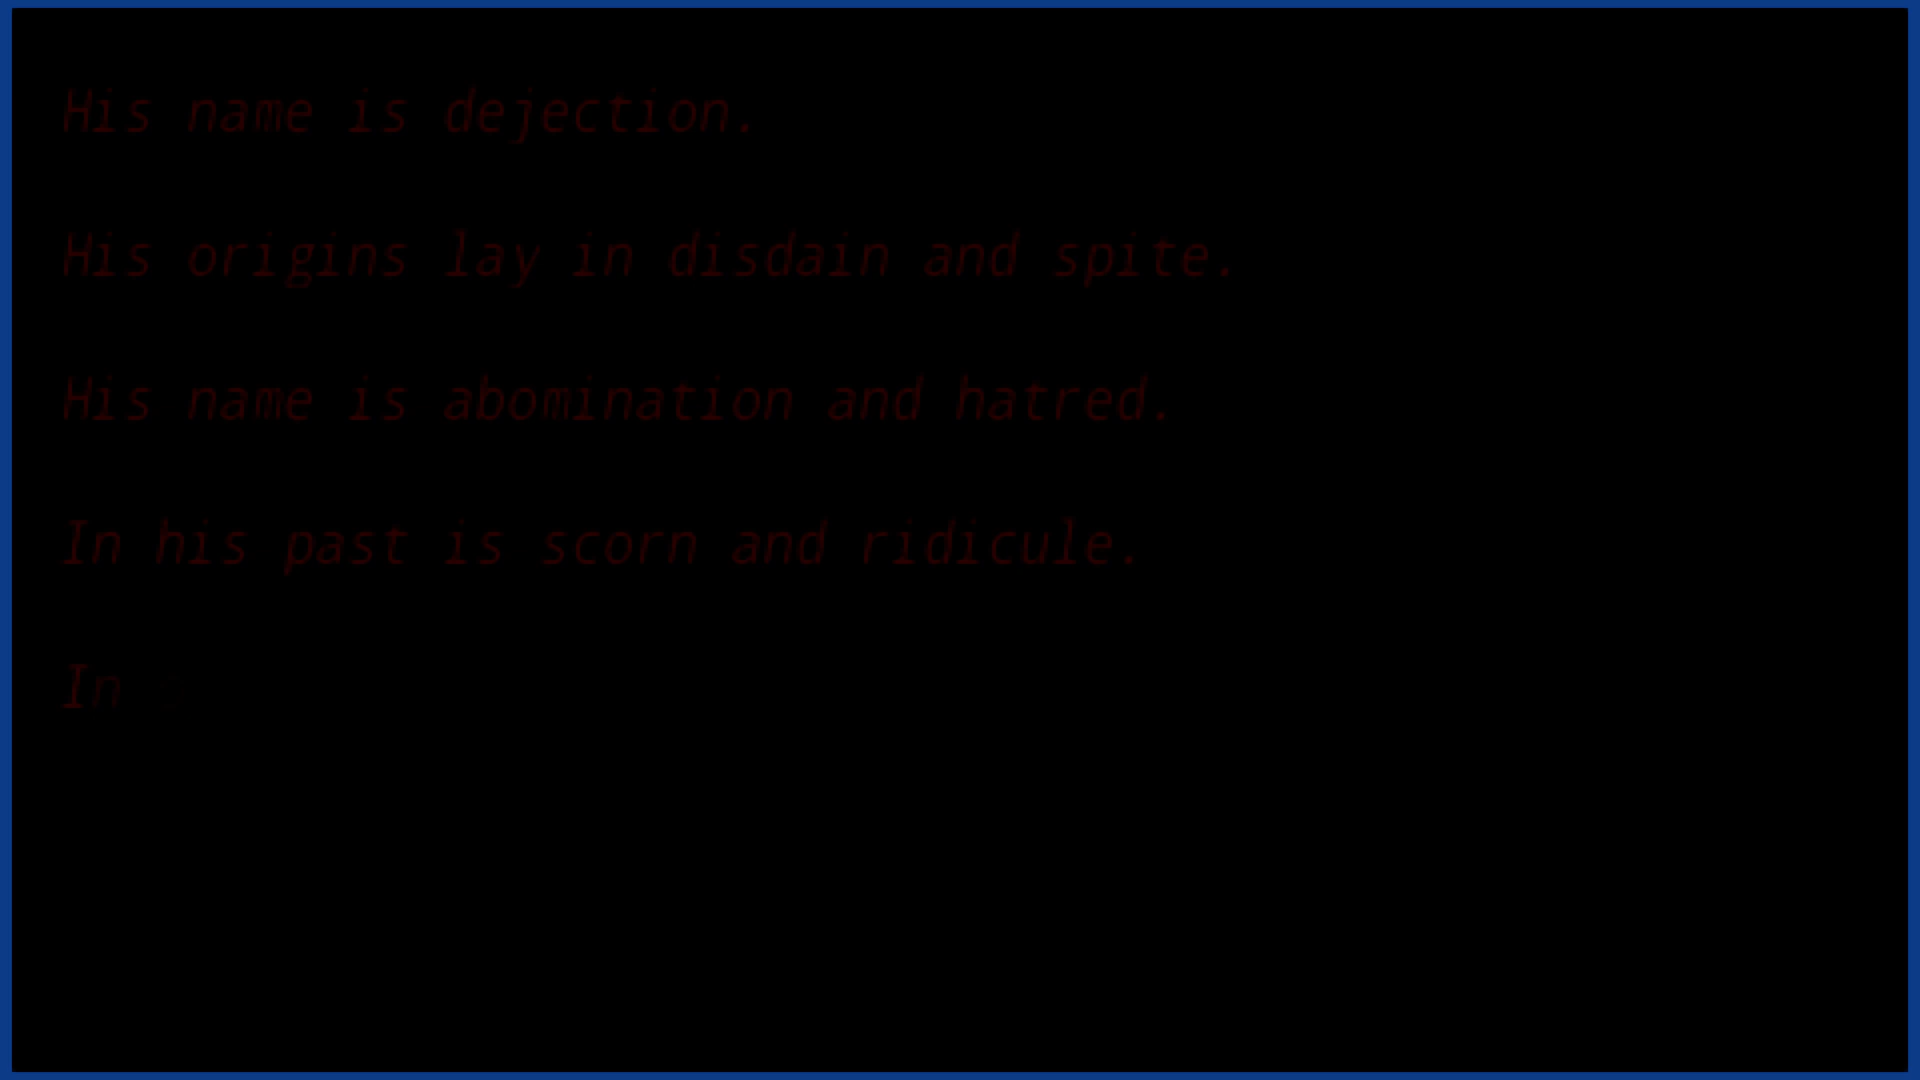 His name is dejection.
His origins lay in disdain and spite.
His name is abomination and hatred.
In his past is scorn and ridicule.
In